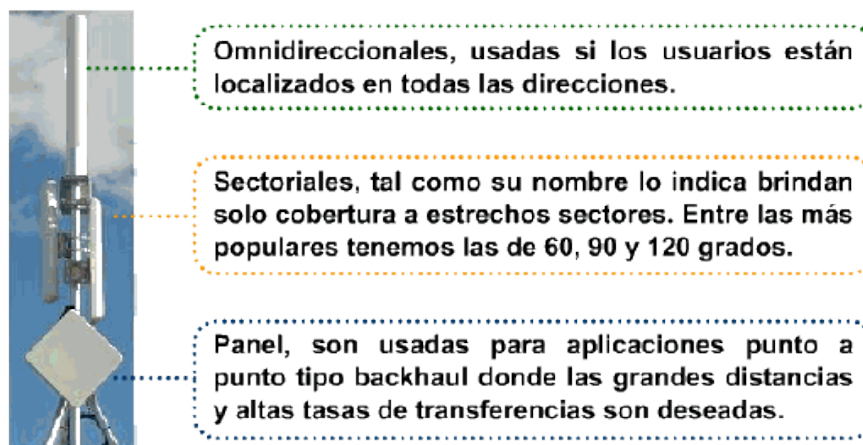 Omnidireccionales, usadas si los usuarios están
localizados en todas las direcciones.
Sectoriales, tal como su nombre lo indica brindan
solo cobertura a estrechos sectores. Entre las más
populares tenemos las de 60, 90 y 120 grados.
Panel, son usadas para aplicaciones punto a
punto tipo backhaul donde las grandes distancias
y altas tasas de transferencias son deseadas.